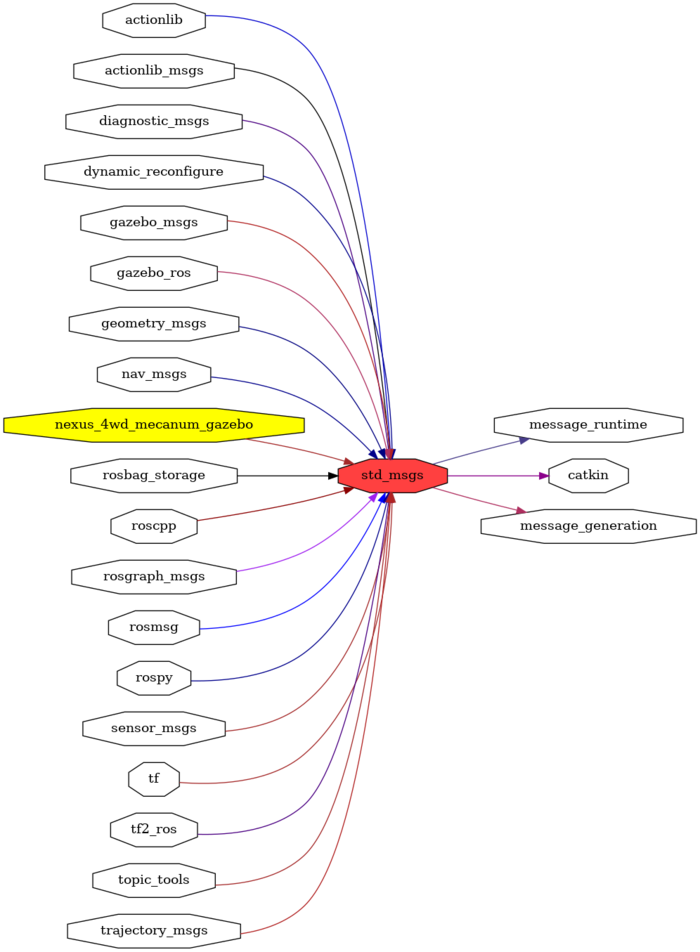 actionlib
actionlib_msgs
diagnostic_msgs
dynamic_reconfigure
gazebo_msgs
gazebo_ros
geometry_msgs
nav_msgs
nexus_4wd_mecanum_gazebo
rosbag_storage
roscpp
rosgraph_msgs
rosmsg
rospy
sensor_msgs
tf
tf2_ros
topic_tools
trajectory_msgs
std_msgs
message_runtime
catkin
message_generation